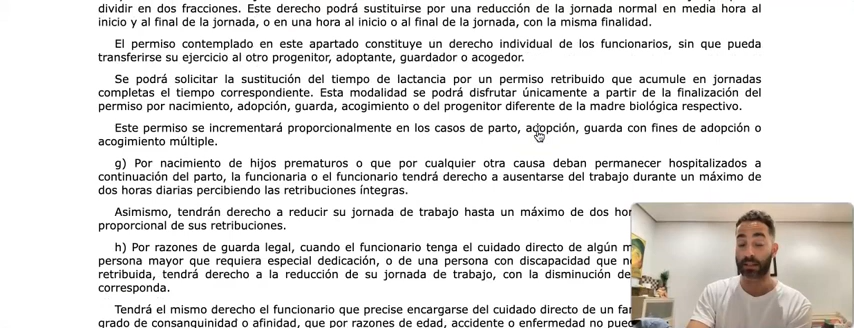 dividir en dos fracciones. Este derecho podrá sustituirse por una reducción de la jornada normal en media hora al
inicio y al final de la jornada, o en una hora al inicio o al final de la jornada, con la misma finalidad.
El permiso contemplado en este apartado constituye un derecho individual de los funcionarios, sin que pueda
transferirse su ejercicio al otro progenitor, adoptante, guardador o acogedor.
Se podrá solicitar la sustitución del tiempo de lactancia por un permiso retribuido que acumule en jornadas
completas el tiempo correspondiente. Esta modalidad se podrá disfrutar únicamente a partir de la finalización del
permiso por nacimiento, adopción, guarda, acogimiento o del progenitor diferente de la madre biológica respectivo.
Este permiso se incrementará proporcionalmente en los casos de parto, adopción, guarda con fines de adopción o
acogimiento múltiple.
g) Por nacimiento de hijos prematuros o que por cualquier otra causa deban permanecer hospitalizados a
continuación del parto, la funcionaria o el funcionario tendrá derecho a ausentarse del trabajo durante un máximo de
dos horas diarias percibiendo las retribuciones íntegras.
Asimismo, tendrán derecho a reducir su jornada de trabajo hasta un máximo de dos
proporcional de sus retribuciones.
h) Por razones de guarda legal, cuando el funcionario tenga el cuidado directo de algún
persona mayor que requiera especial dedicación, o de una persona con discapacidad que
retribuida, tendrá derecho a la reducción de su jornada de trabajo, con la disminución de
corresponda.
Tendrá el mismo derecho el funcionario que precise encargarse del cuidado directo de un
grado de consanguinidad o afinidad, que por razones de edad, accidente o enfermedad no